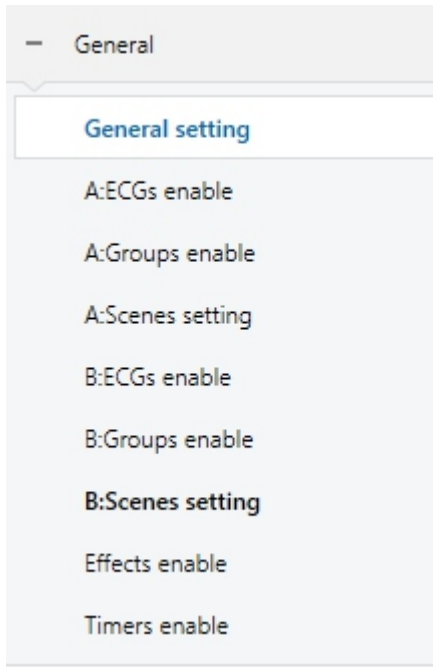 General
General setting
A:ECGs enable
A:Groups enable
A:Scenes setting
B:ECGs enable
B:Groups enable
B:Scenes setting
Effects enable
Timers enable